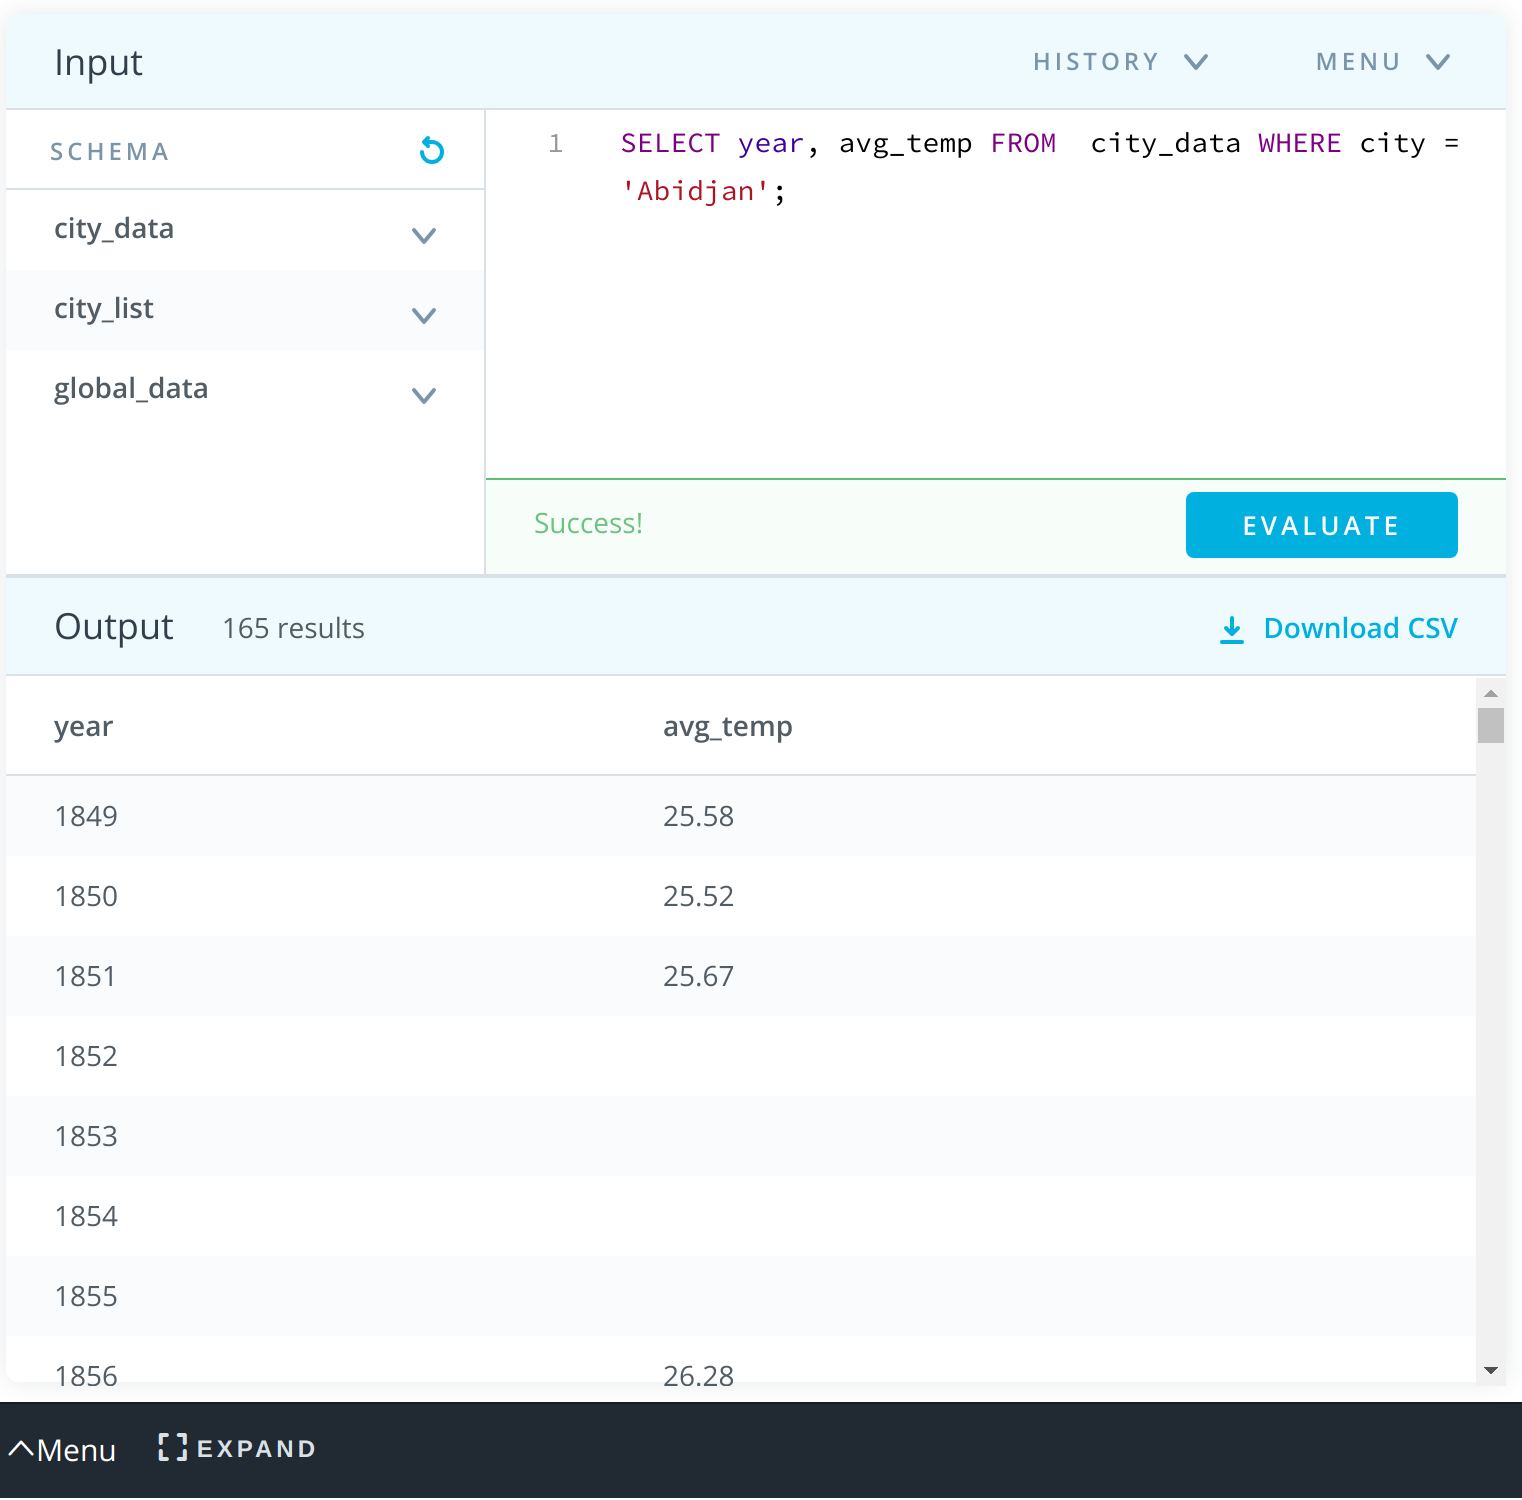 Input
HISTORY
MENU
SCHEMA
city_data
city_list
global_data
1
SELECT year, avg_temp FROM  city_data WHERE city =
'Abidjan';
Success!
EVALUATE
Output
165 results
Download CSV
year avg_temp
1849 25.58
1850 25.52
1851 25.67
1852
1853
1854
1855
1856 26.28
Menu
EXPAND